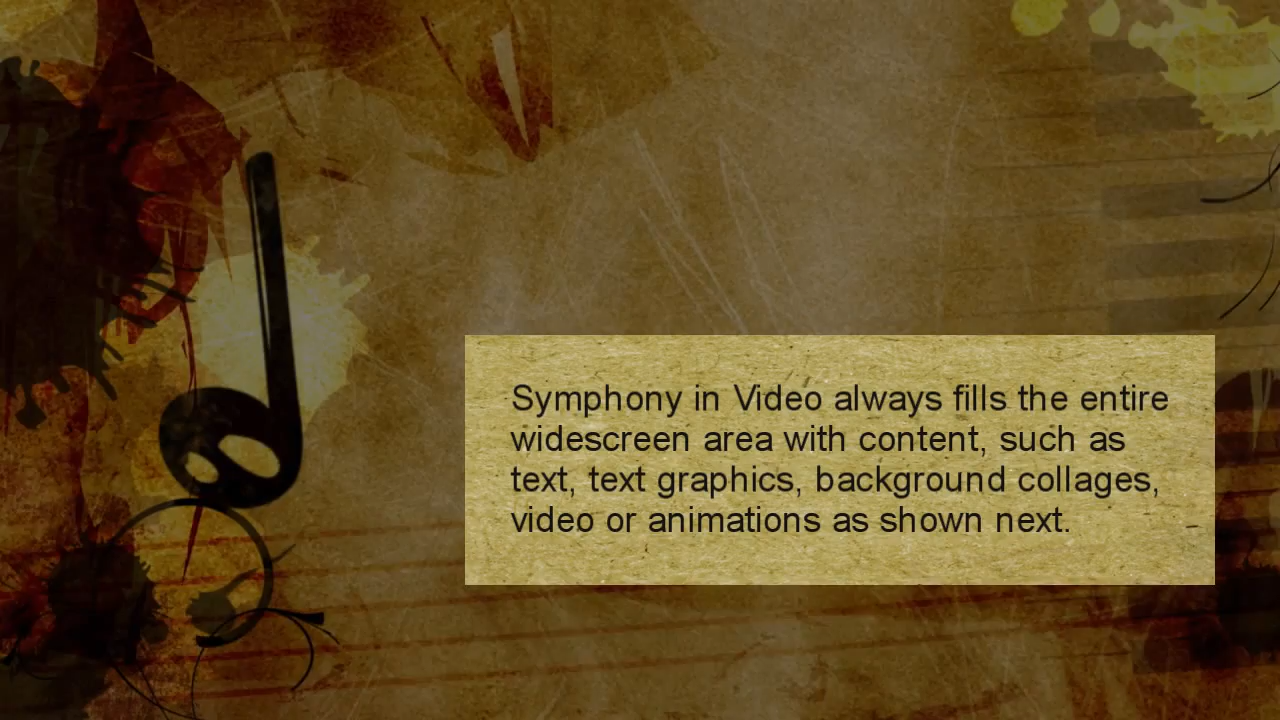 Symphony in Video always fills the entire
widescreen area with content, such as
text, text graphics, background collages,
video or animations as shown next.